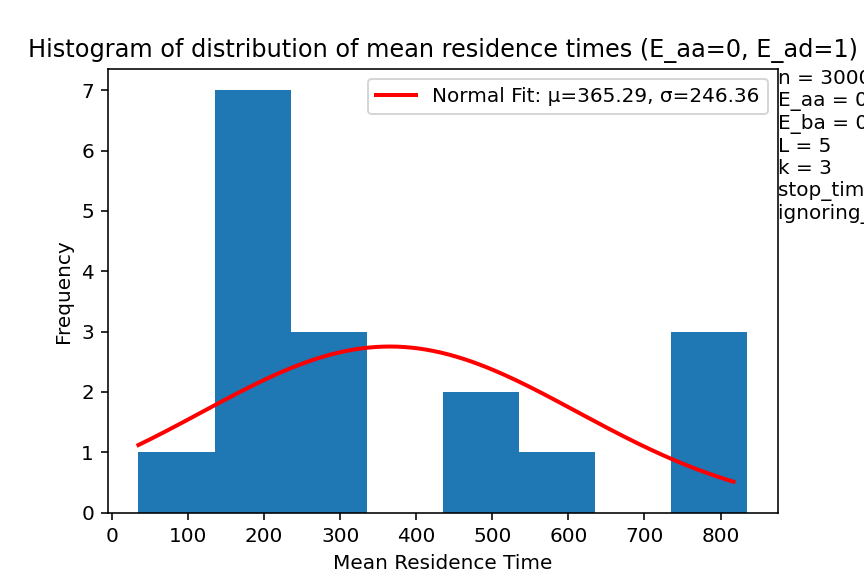 Histogram of distribution of mean residence times (E_aa=0, E_ad=1)
Normal Fit: μ=365.29, σ=246.36
n = 3000
E_aa = 0
E_ba = 0
L = 5
k = 3
stop_tim
ignoring_
7
6
5
4
3
2
1
0
Frequency
0 100 200 300 400 500 600 700 800
Mean Residence Time